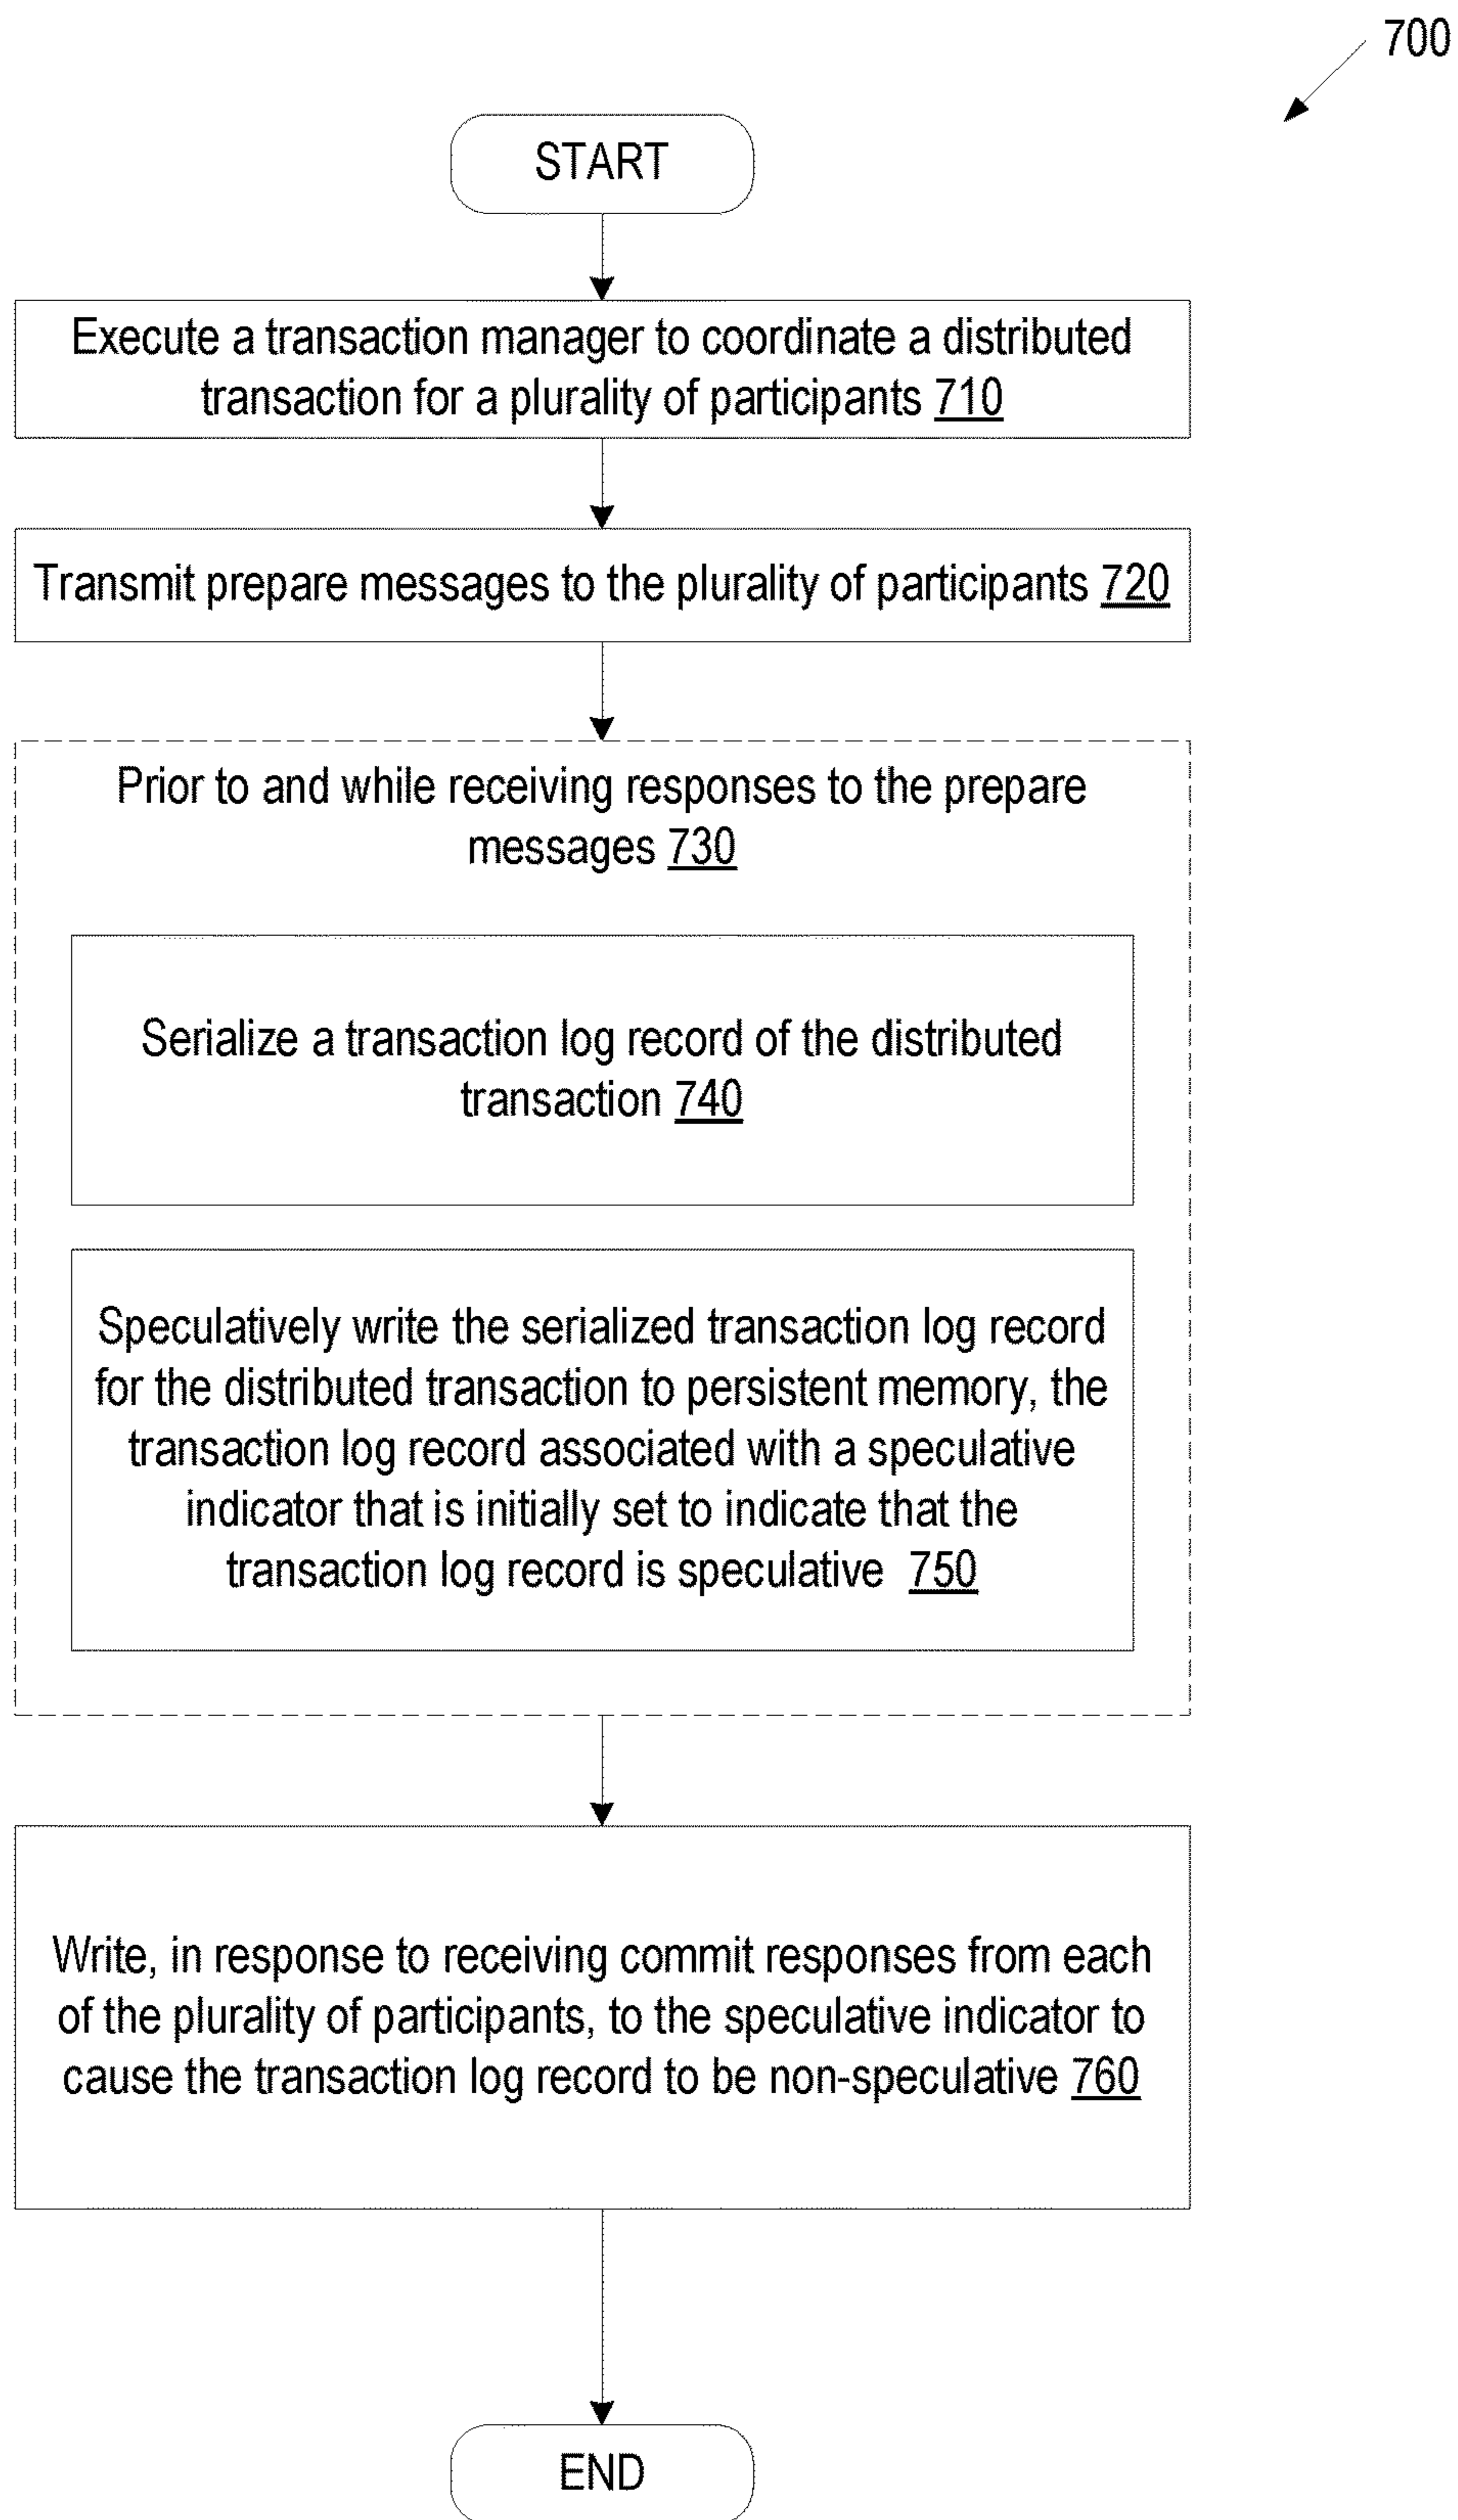 700
START
Execute a transaction manager to coordinate a distributed
transaction for a plurality of participants 710
Transmit prepare messages to the plurality of participants 720
Prior to and while receiving responses to the prepare
messages 730
Serialize a transaction log record of the distributed
transaction 740
Speculatively write the serialized transaction log record
for the distributed transaction to persistent memory, the
transaction log record associated with a speculative
indicator that is initially set to indicate that the
transaction log record is speculative 750
Write, in response to receiving commit responses from each
of the plurality of participants, to the speculative indicator to
cause the transaction log record to be non-speculative 760
END